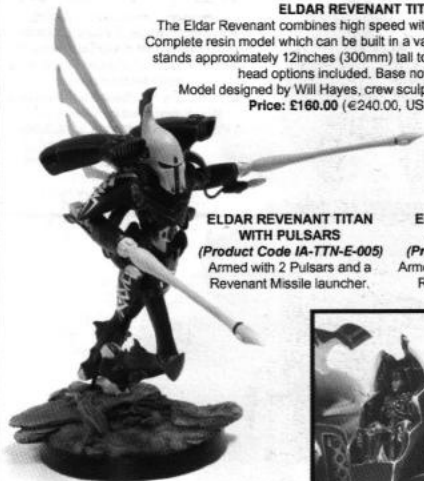 ELDAR REVENANT TIT
The Eldar Revenant combines high speed wit
Complete resin model which can be built in a va
stands approximately 12inches (300mm) tall to
head options included. Base no
Model designed by Will Hayes, crew sculp
Price: £160.00 (€240.00, US
ELDAR REVENANT TITAN
WITH PULSARS
(Product Code IA-TTN-E-005)
Armed with 2 Pulsars and a
Revenant Missile launcher.
E
(Pr
Arme
R